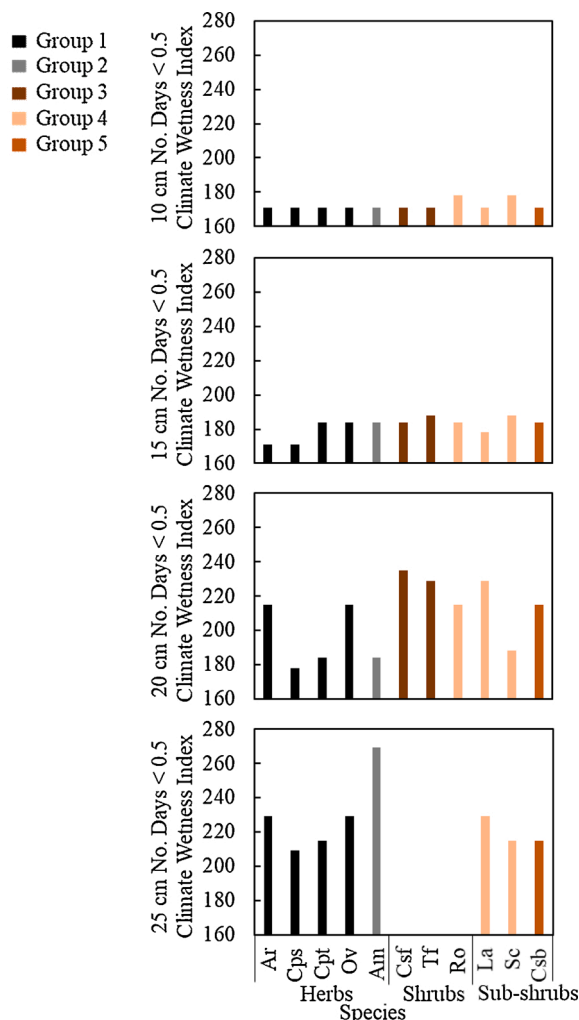 Group 1
Group 2
Group 3
Group 4
Group 5
10 cm No. Days < 0.5
Climate Wetness Index
280
260
240
220
200
180
160
15 cm No. Days < 0.5
Climate Wetness Index
280
260
240
220
200
180
160
20 cm No. Days < 0.5
Climate Wetness Index
280
260
240
220
200
180
160
25 cm No. Days < 0.5
Climate Wetness Index
280
260
240
220
200
180
160
Ar Cps Cpt Ov Am Csf Tf Ro La Sc Csb
Herbs Shrubs Sub-shrubs
Species